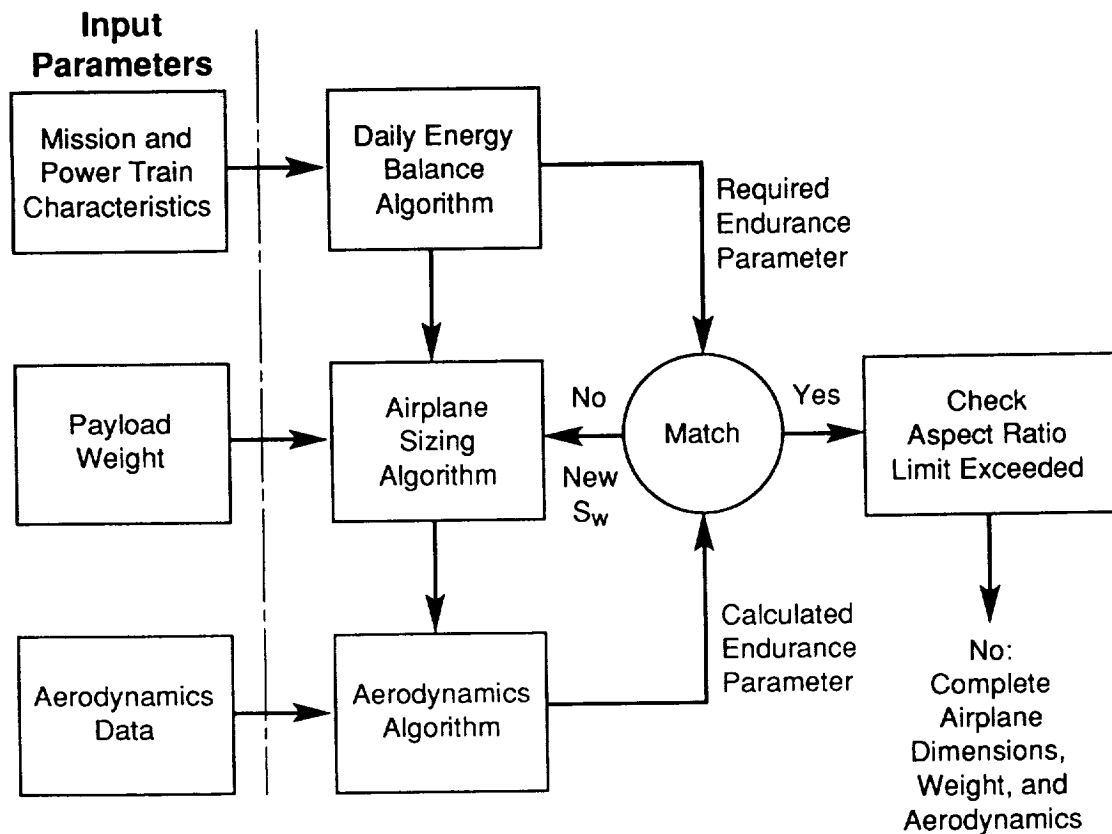 Input
Parameters
Mission and
Power Train
Characteristics
Daily Energy
Balance
Algorithm
Required
Endurance
Parameter
Payload
Weight
Airplane
Sizing
Algorithm
No
New
Sw
Match
Yes
Check
Aspect Ratio
Limit Exceeded
Aerodynamics
Data
Aerodynamics
Algorithm
Calculated
Endurance
Parameter
No:
Complete
Airplane
Dimensions,
Weight, and
Aerodynamics